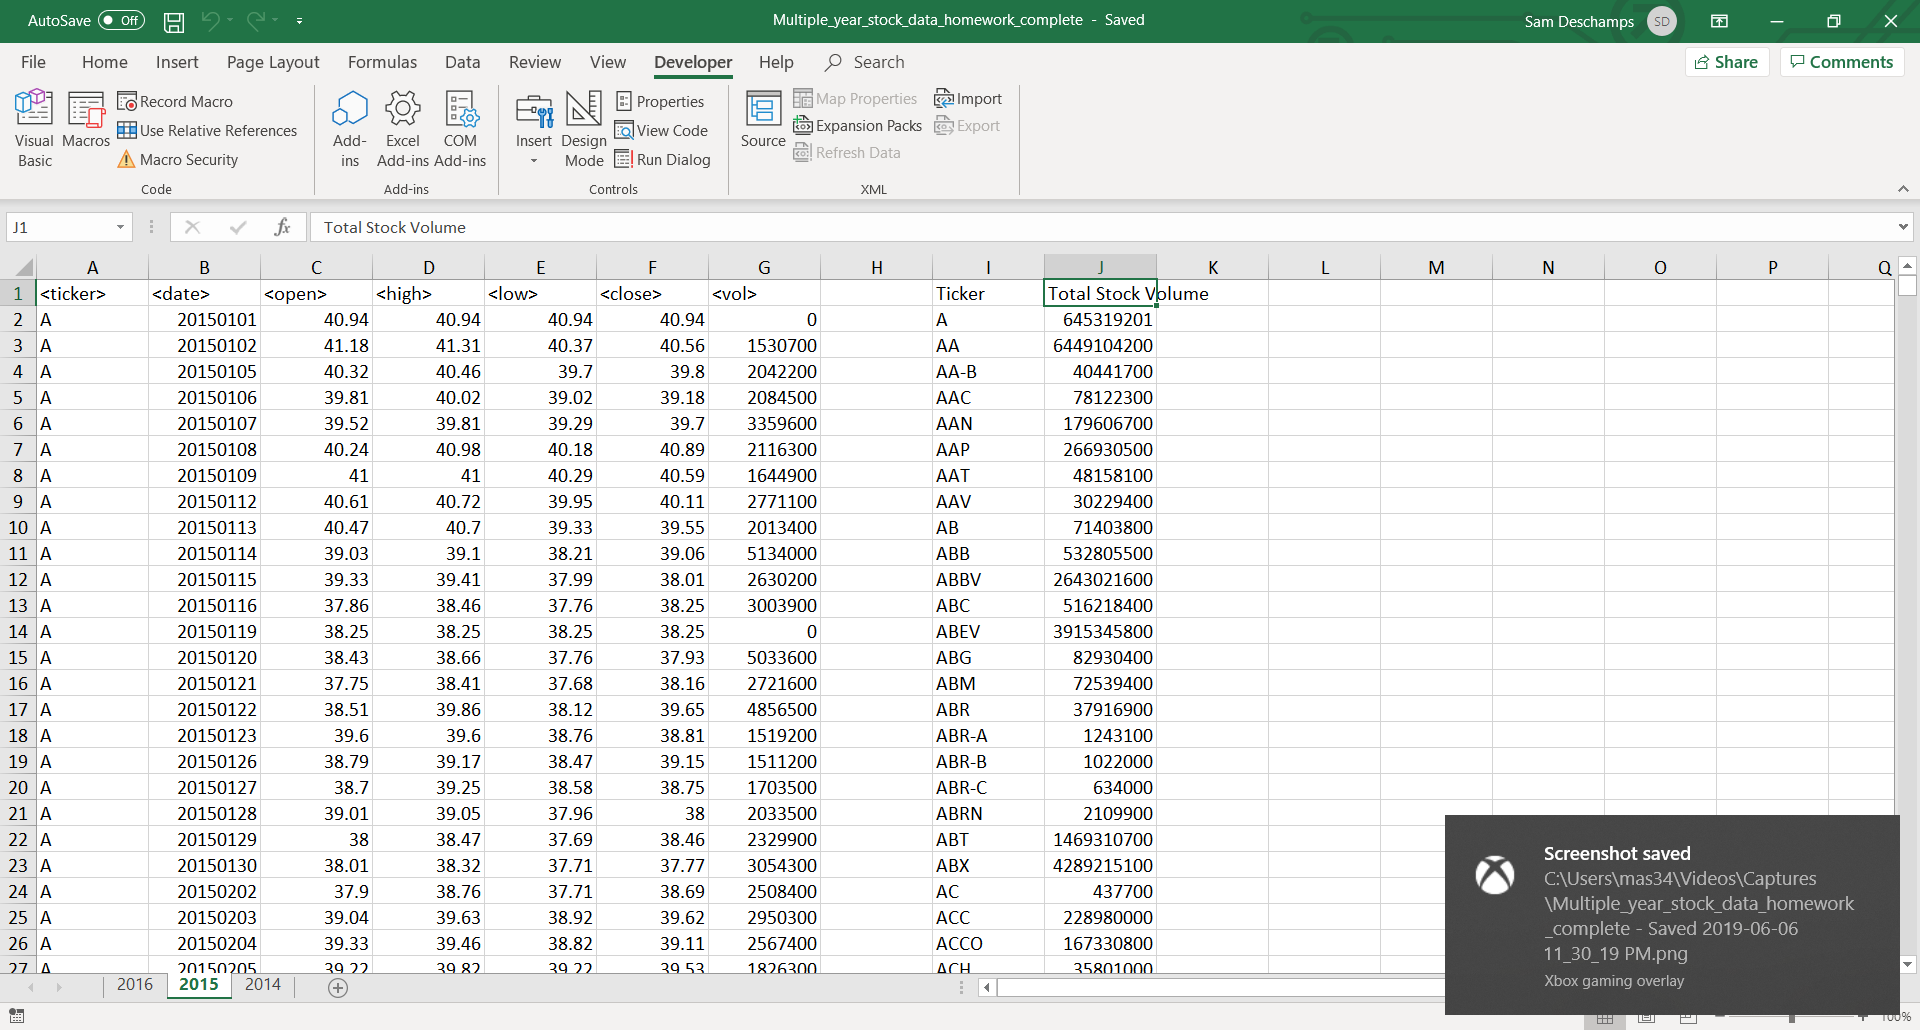 AutoSave Off Multiple_year_stock_data_homework_complete - Saved Sam Deschamps SD
File Home Insert Page Layout Formulas Data Review View Developer Help Search Share Comments
Visual Basic
Macros
Record Macro
Use Relative References
Macro Security
Code
Add-ins
Excel Add-ins
COM Add-ins
Add-ins
Insert
Design Mode
Properties
View Code
Run Dialog
Controls
Source
Map Properties
Expansion Packs
Refresh Data
Import
Export
XML
J1 fx Total Stock Volume
A B C D E F G H I J K L M N O P Q
1 <ticker> <date> <open> <high> <low> <close> <vol> Ticker Total Stock Volume
2 A 20150101 40.94 40.94 40.94 40.94 0 A 645319201
3 A 20150102 41.18 41.31 40.37 40.56 1530700 AA 6449104200
4 A 20150105 40.32 40.46 39.7 39.8 2042200 AA-B 40441700
5 A 20150106 39.81 40.02 39.02 39.18 2084500 AAC 78122300
6 A 20150107 39.52 39.81 39.29 39.7 3359600 AAN 179606700
7 A 20150108 40.24 40.98 40.18 40.89 2116300 AAP 266930500
8 A 20150109 41 41 40.29 40.59 1644900 AAT 48158100
9 A 20150112 40.61 40.72 39.95 40.11 2771100 AAV 30229400
10 A 20150113 40.47 40.7 39.33 39.55 2013400 AB 71403800
11 A 20150114 39.03 39.1 38.21 39.06 5134000 ABB 532805500
12 A 20150115 39.33 39.41 37.99 38.01 2630200 ABBV 2643021600
13 A 20150116 37.86 38.46 37.76 38.25 3003900 ABC 516218400
14 A 20150119 38.25 38.25 38.25 38.25 0 ABEV 3915345800
15 A 20150120 38.43 38.66 37.76 37.93 5033600 ABG 82930400
16 A 20150121 37.75 38.41 37.68 38.16 2721600 ABM 72539400
17 A 20150122 38.51 39.86 38.12 39.65 4856500 ABR 37916900
18 A 20150123 39.6 39.6 38.76 38.81 1519200 ABR-A 1243100
19 A 20150126 38.79 39.17 38.47 39.15 1511200 ABR-B 1022000
20 A 20150127 38.7 39.25 38.58 38.75 1703500 ABR-C 634000
21 A 20150128 39.01 39.05 37.96 38 2033500 ABRN 2109900
22 A 20150129 38 38.47 37.69 38.46 2329900 ABT 1469310700
23 A 20150130 38.01 38.32 37.71 37.77 3054300 ABX 4289215100
24 A 20150202 37.9 38.76 37.71 38.69 2508400 AC 437700
25 A 20150203 39.04 39.63 38.92 39.62 2950300 ACC 228980000
26 A 20150204 39.33 39.46 38.82 39.11 2567400 ACCO 167330800
27 A 20150205 39.22 39.82 39.22 39.53 1826300 ACH 35801000
Screenshot saved
C:\Users\mas34\Videos\Captures
\Multiple_year_stock_data_homework
_complete - Saved 2019-06-06
11_30_19 PM.png
Xbox gaming overlay
2016 2015 2014
100%